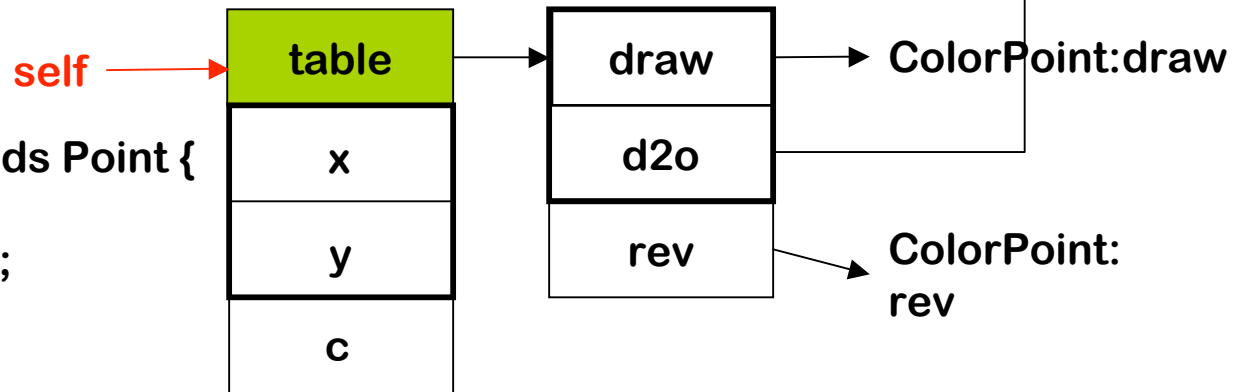 self
table
draw
ColorPoint:draw
ds Point {
x
d2o
;
y
rev
ColorPoint:
rev
c